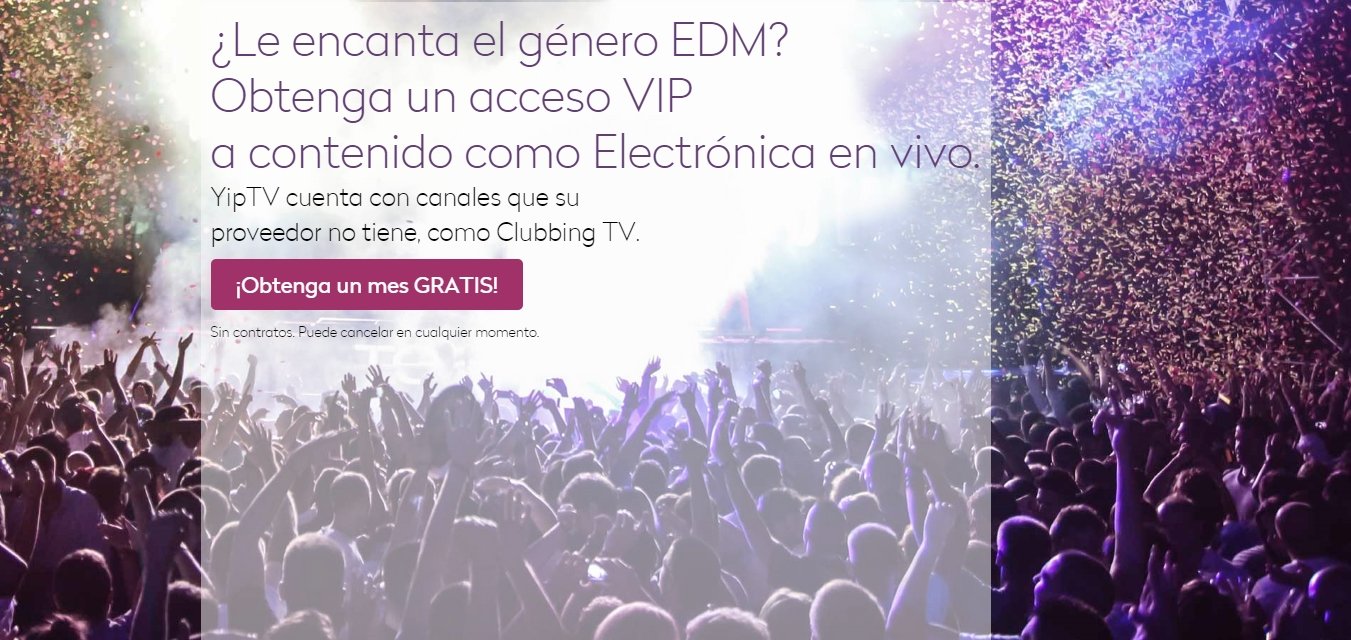 ¿Le encanta el género EDM?
Obtenga un acceso VIP
a contenido como Electrónica en vivo.
YipTV cuenta con canales que su
proveedor no tiene, como Clubbing TV.
¡Obtenga un mes GRATIS!
Sin contratos. Puede cancelar en cualquier momento.